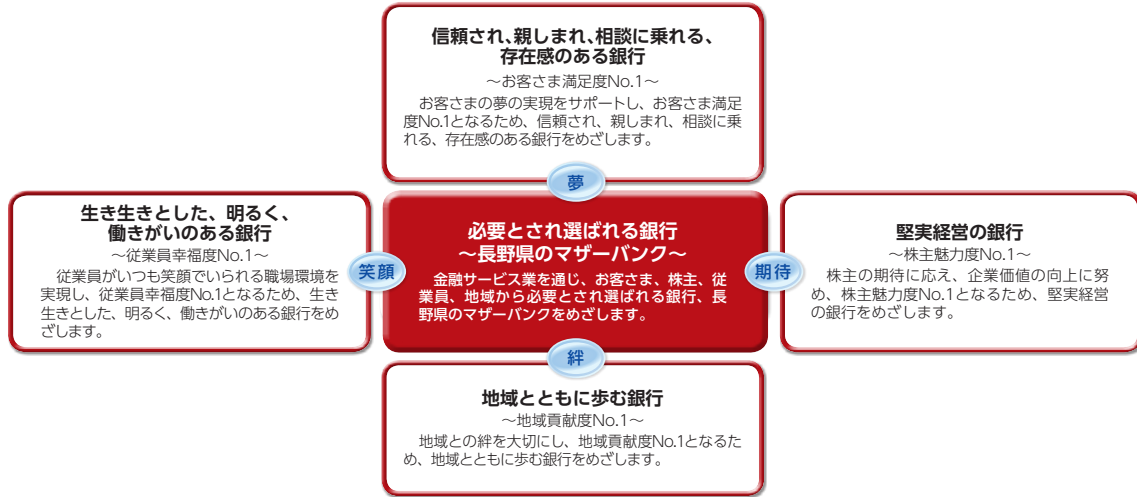 信頼され、親しまれ、相談に乗れる、
存在感のある銀行
～お客さま満足度No.1～
お客さまの夢の実現をサポートし、お客さま満足
度No.1となるため、信頼され、親しまれ、相談に乗
れる、存在感のある銀行をめざします。
夢
生き生きとした、明るく、
働きがいのある銀行
～従業員幸福度No.1～
従業員がいつも笑顔でいられる職場環境を
実現し、従業員幸福度No.1となるため、生き
生きとした、明るく、働きがいのある銀行をめ
ざします。
笑顔
必要とされ選ばれる銀行
～長野県のマザーバンク～
金融サービス業を通じ、お客さま、株主、従
業員、地域から必要とされ選ばれる銀行、長
野県のマザーバンクをめざします。
期待
堅実経営の銀行
～株主魅力度No.1～
株主の期待に応え、企業価値の向上に努
め、株主魅力度No.1となるため、堅実経営
の銀行をめざします。
絆
地域とともに歩む銀行
～地域貢献度No.1～
地域との絆を大切にし、地域貢献度No.1となるた
め、地域とともに歩む銀行をめざします。